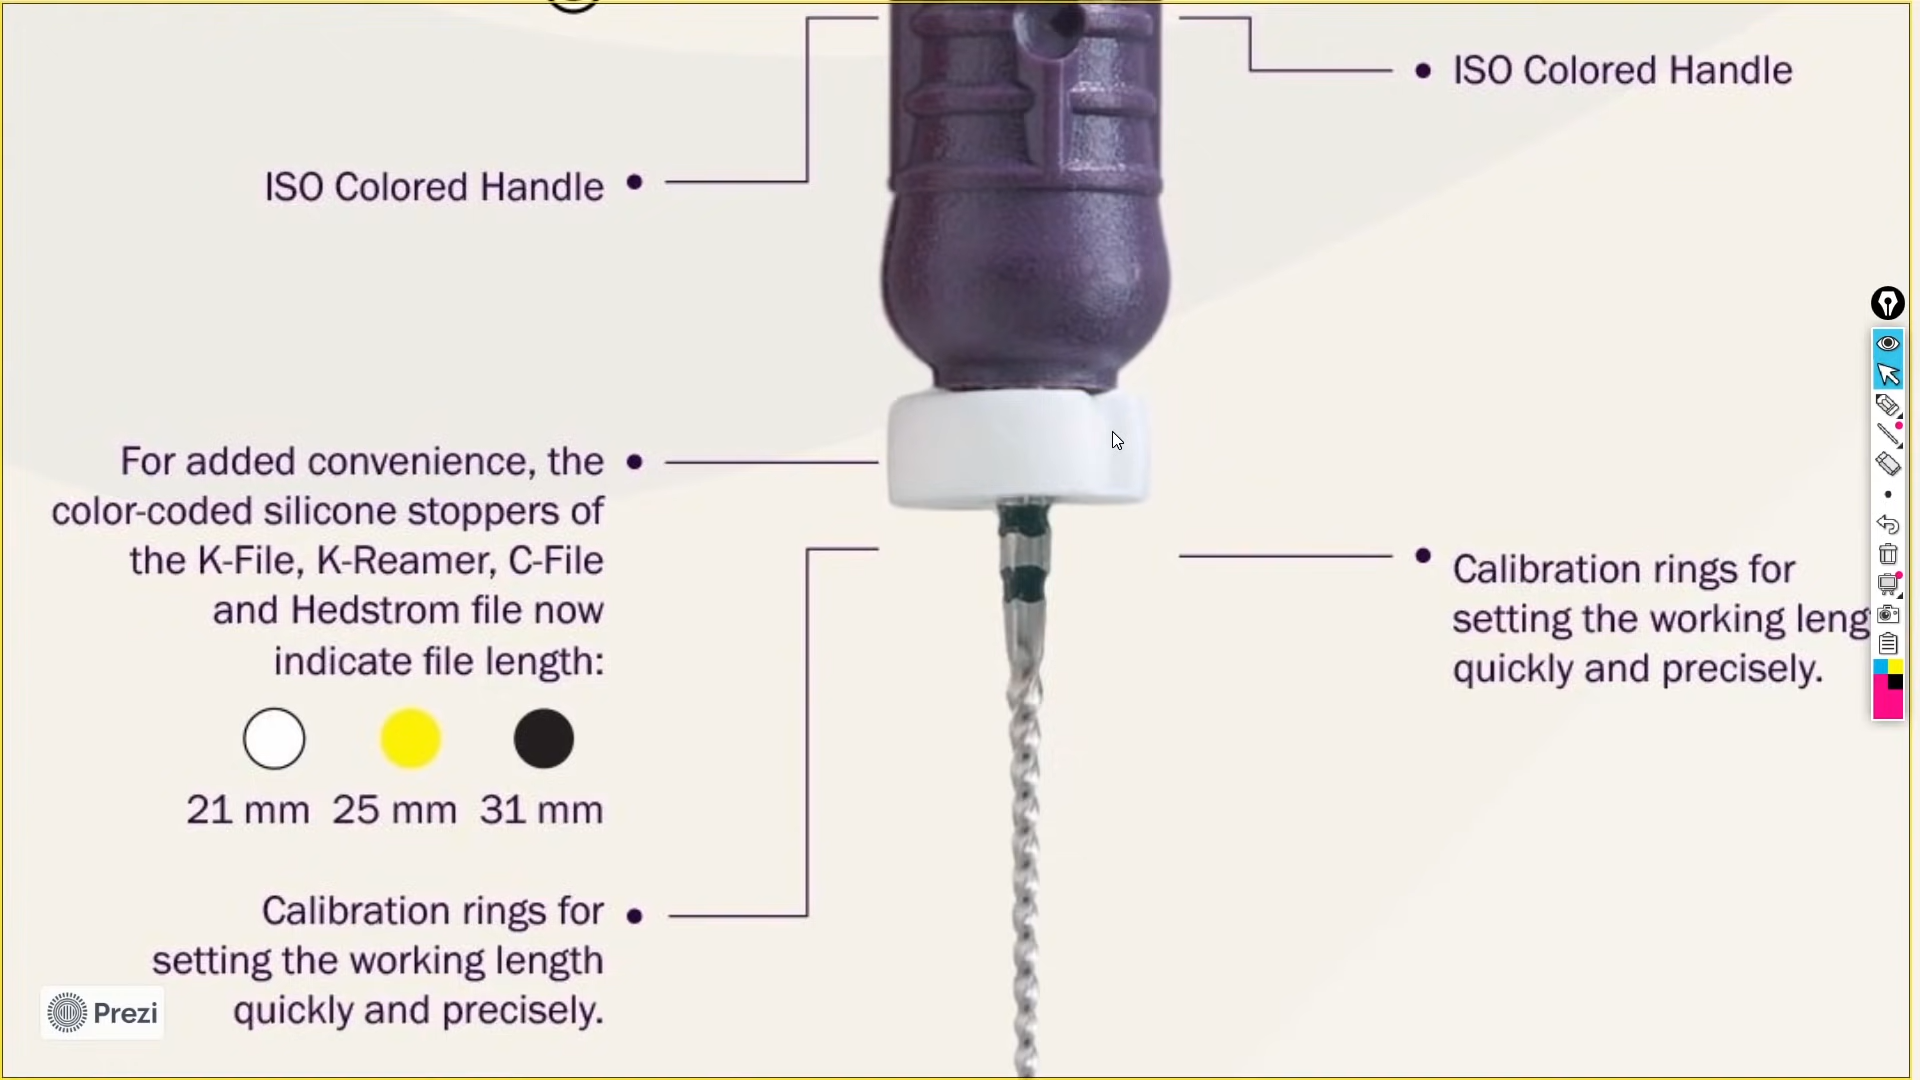 ISO Colored Handle
ISO Colored Handle
For added convenience, the
color-coded silicone stoppers of
the K-File, K-Reamer, C-File
and Hedstrom file now
indicate file length:
21 mm 25 mm 31 mm
Calibration rings for
setting the working length
quickly and precisely.
Calibration rings for
setting the working leng
quickly and precisely.
Prezi